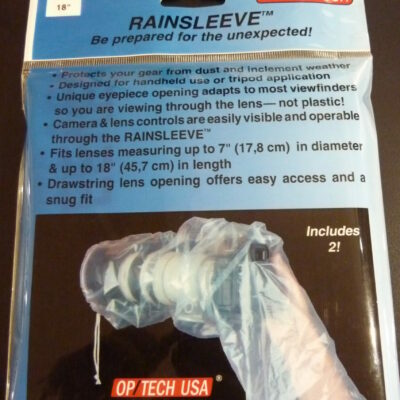 18"
RAINSLEEVE™
Be prepared for the unexpected!
• Protects your gear from dust and inclement weather
• Designed for handheld use or tripod application
• Unique eyepiece opening adapts to most viewfinders
so you are viewing through the lens— not plastic!
• Camera & lens controls are easily visible and operable
through the RAINSLEEVE™
• Fits lenses measuring up to 7" (17,8 cm) in diameter
& up to 18" (45,7 cm) in length
• Drawstring lens opening offers easy access and a
snug fit
Includes
2!
OP/TECH USA®